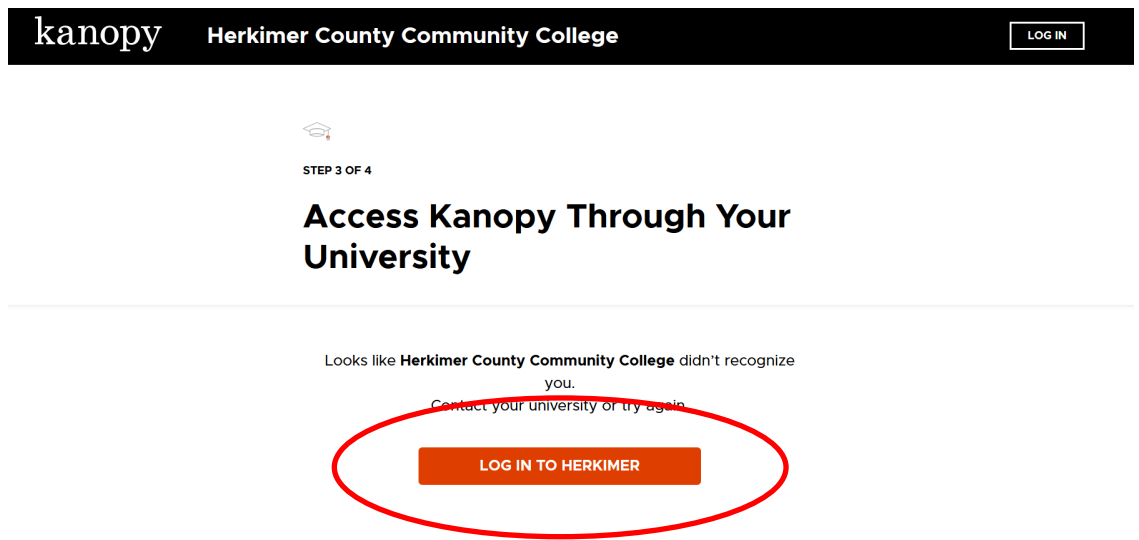 kanopy Herkimer County Community College LOG IN
STEP 3 OF 4
Access Kanopy Through Your
University
Looks like Herkimer County Community College didn’t recognize
you.
Contact your university or try again.
LOG IN TO HERKIMER